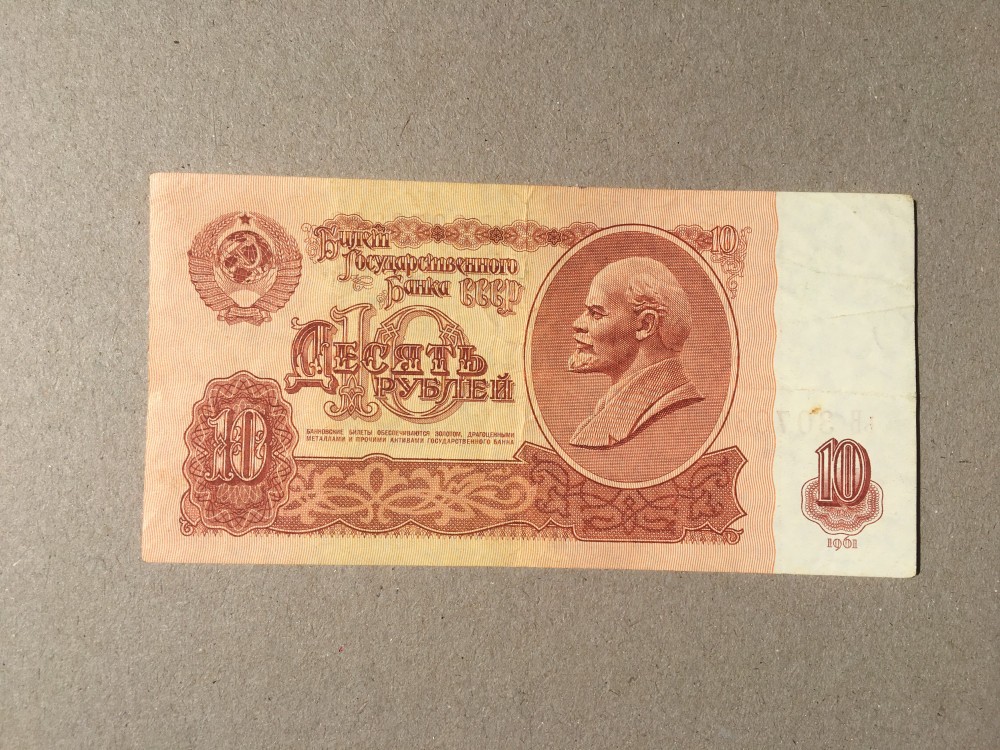 Билет
Государственного
Банка СССР
10
10
Десять
рублей
БАНКОВСКИЕ БИЛЕТЫ ОБЕСПЕЧИВАЮТСЯ ЗОЛОТОМ, ДРАГОЦЕННЫМИ
МЕТАЛЛАМИ И ПРОЧИМИ АКТИВАМИ ГОСУДАРСТВЕННОГО БАНКА
10
10
1961